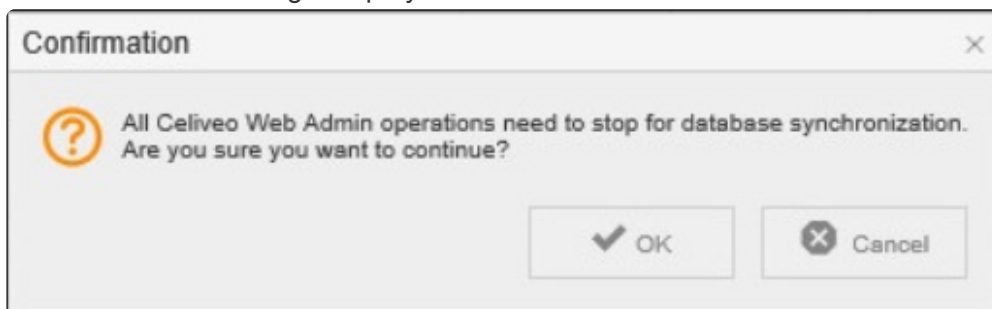 Confirmation
All Celiveo Web Admin operations need to stop for database synchronization.
Are you sure you want to continue?
OK
Cancel